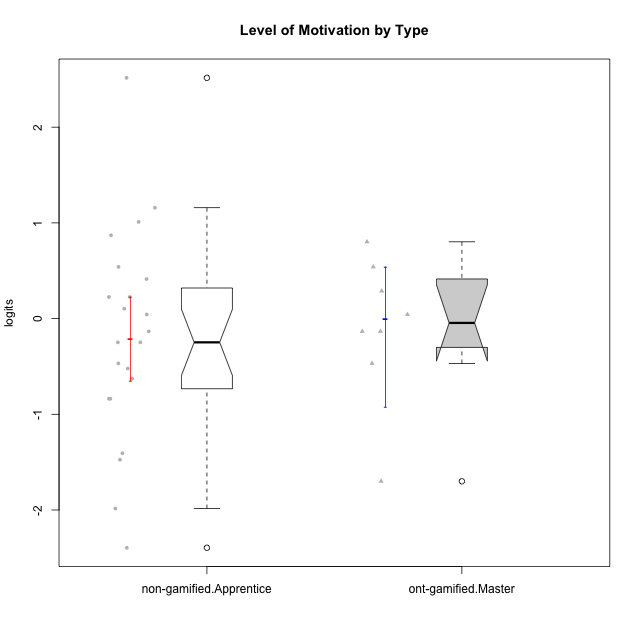 Level of Motivation by Type
logits
2
1
0
-1
-2
non-gamified.Apprentice
ont-gamified.Master